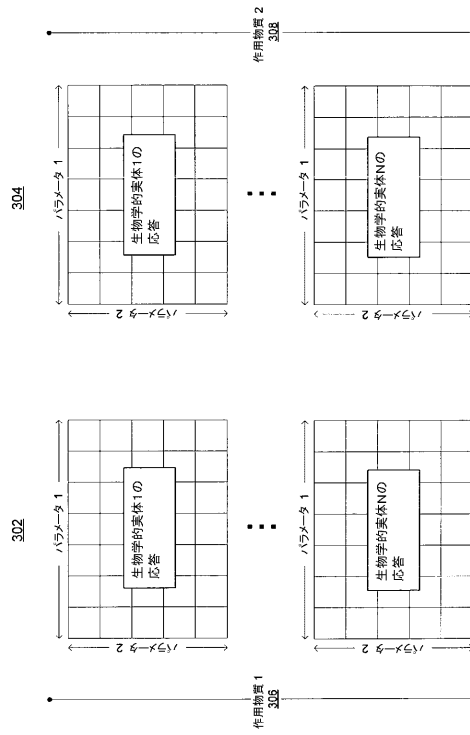 302
304
パラメータ 1
パラメータ 1
パラメータ 2
生物学的実体1の
応答
パラメータ 2
生物学的実体1の
応答
作用物質 1
306
作用物質 2
308
パラメータ 1
パラメータ 1
パラメータ 2
生物学的実体Nの
応答
パラメータ 2
生物学的実体Nの
応答